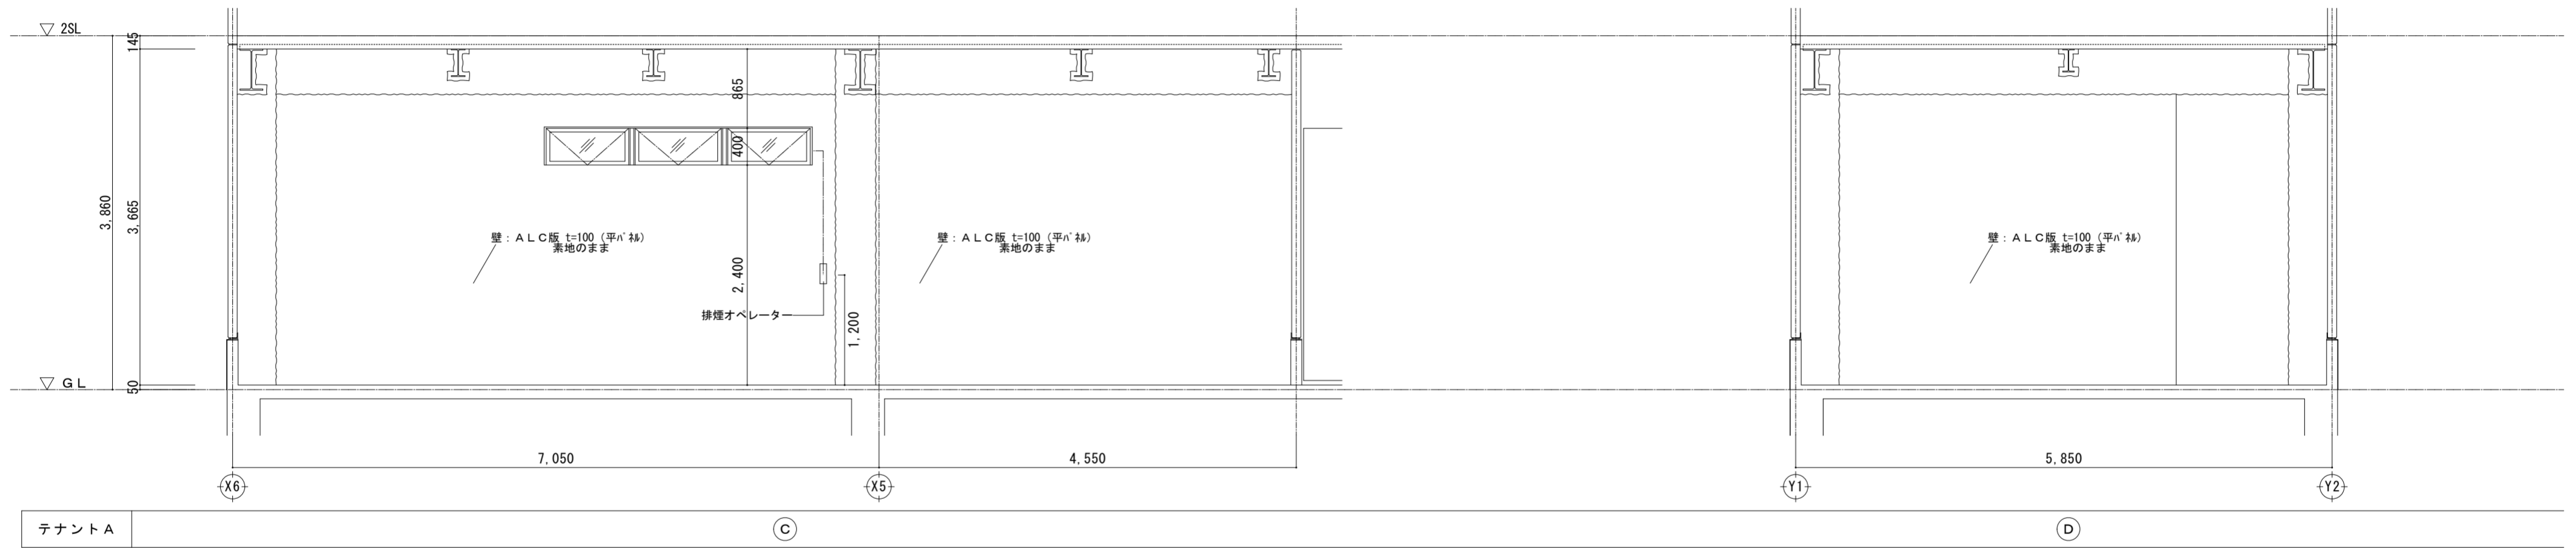 2SL
145
865
400
3,860
3,665
壁：ＡＬＣ版 t=100（平ﾊﾟﾈﾙ）
素地のまま
壁：ＡＬＣ版 t=100（平ﾊﾟﾈﾙ）
素地のまま
壁：ＡＬＣ版 t=100（平ﾊﾟﾈﾙ）
素地のまま
2,400
排煙オペレーター
1,200
ＧＬ
50
7,050
4,550
5,850
X6
X5
Y1
Y2
テナントＡ
C
D